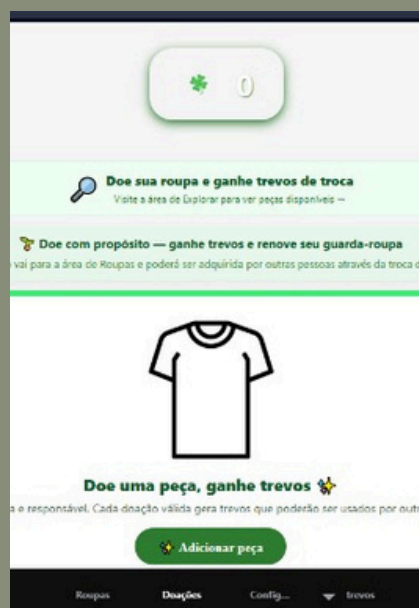 0
Doe sua roupa e ganhe trevos de troca
Visite a área de Explorar para ver peças disponíveis —
Doe com propósito — ganhe trevos e renove seu guarda-roupa
vai para a área de Roupas e poderá ser adquirida por outras pessoas através da troca d
Doe uma peça, ganhe trevos
a e responsável. Cada doação válida gera trevos que poderão ser usados por outr
Adicionar peça
Roupas Doações Config... trevos